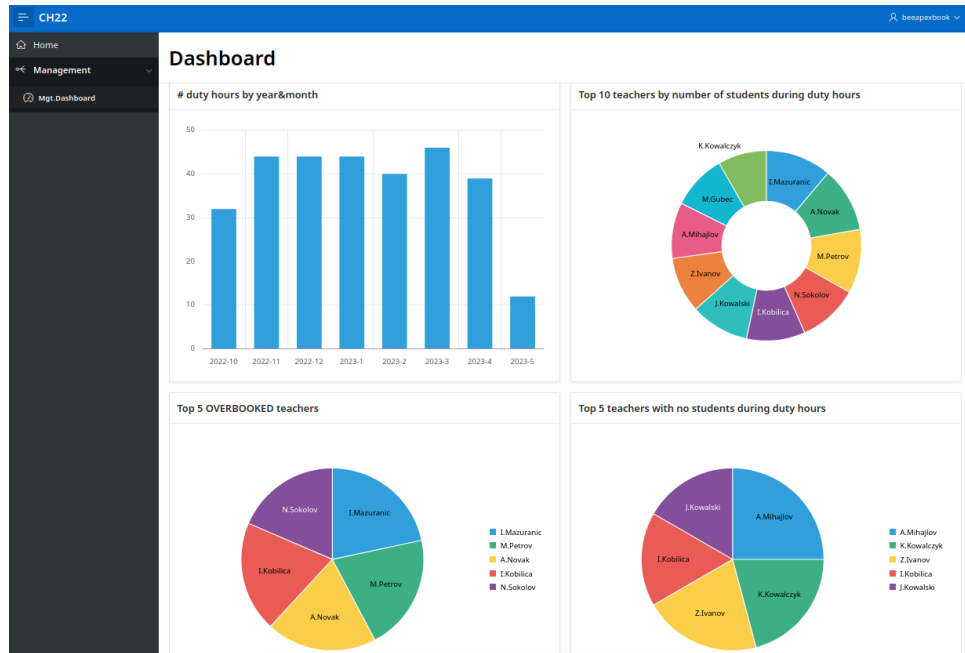 CH22
beeapexbook
Home
Management
Mgt.Dashboard
Dashboard
# duty hours by year&month
50
40
30
20
10
0
2022-10 2022-11 2022-12 2023-1 2023-2 2023-3 2023-4 2023-5
Top 10 teachers by number of students during duty hours
K.Kowalczyk
I.Mazuranic
M.Gubec
A.Novak
A.Mihajlov
M.Petrov
Z.Ivanov
N.Sokolov
J.Kowalski
I.Kobilica
Top 5 OVERBOOKED teachers
N.Sokolov
I.Mazuranic
I.Kobilica
M.Petrov
A.Novak
I.Mazuranic
M.Petrov
A.Novak
I.Kobilica
N.Sokolov
Top 5 teachers with no students during duty hours
J.Kowalski
A.Mihajlov
I.Kobilica
K.Kowalczyk
Z.Ivanov
A.Mihajlov
K.Kowalczyk
Z.Ivanov
I.Kobilica
J.Kowalski